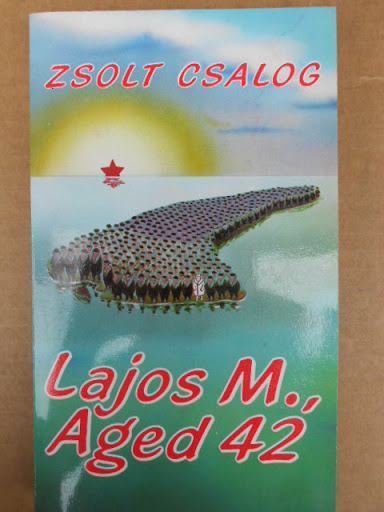 ZSOLT CSALOG
Lajos M.,
Aged 42